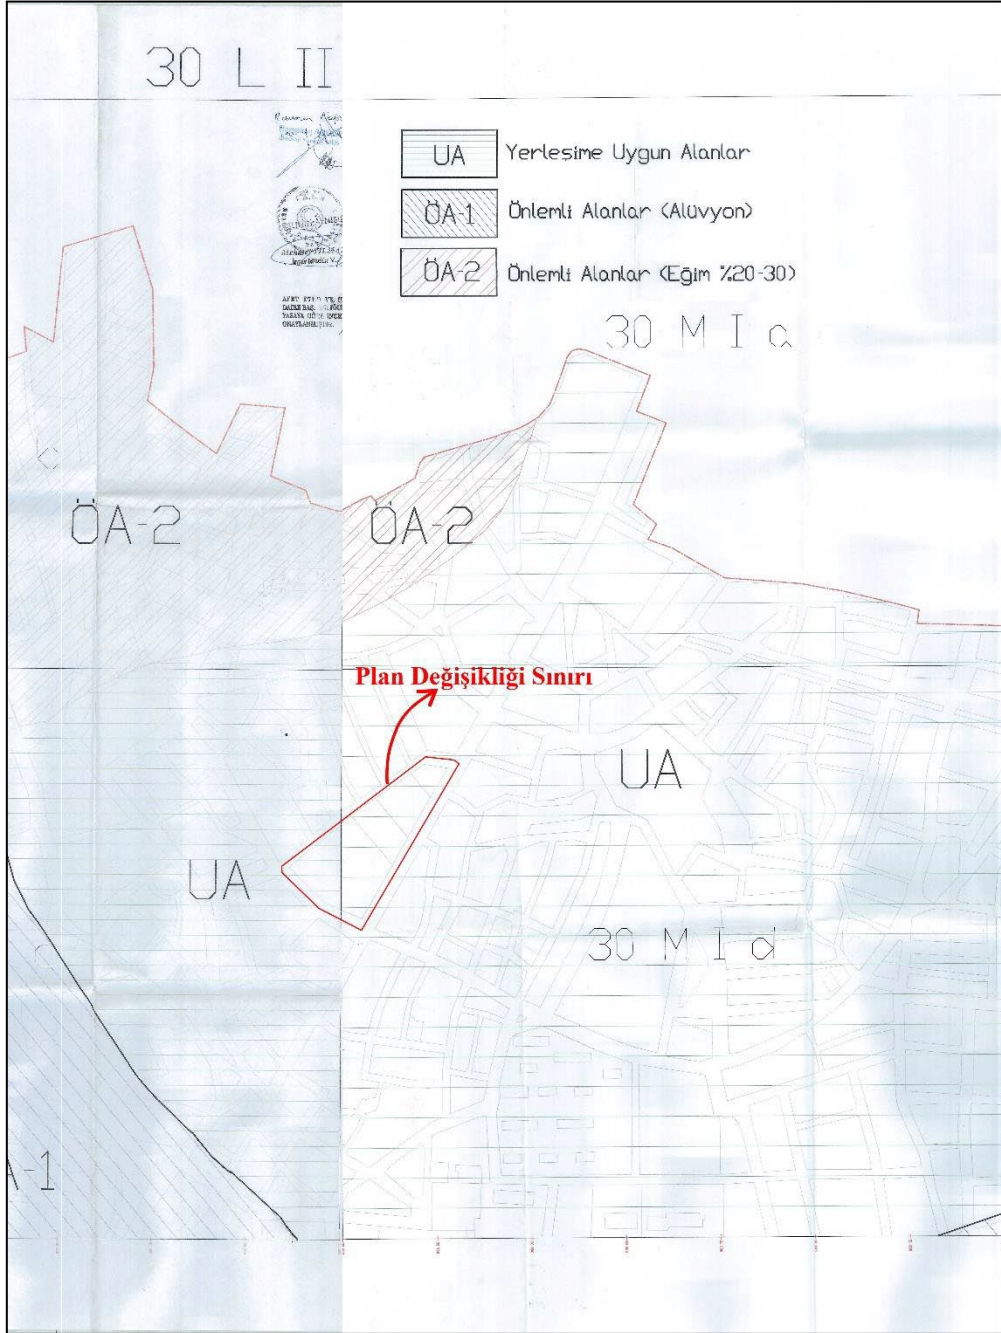 30 L II
UA Yerleşime Uygun Alanlar
ÖA-1 Önlemli Alanlar (Alüvyon)
ÖA-2 Önlemli Alanlar (Eğim %20-30)
30 M I a
ÖA-2
ÖA-2
Plan Değişikliği Sınırı
UA
UA
30 M I d
A-1